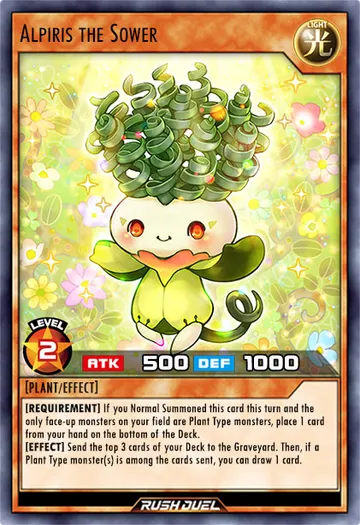 ALPIRIS THE SOWER
LIGHT
光
LEVEL
2
ATK 500 DEF 1000
[PLANT/EFFECT]
[REQUIREMENT] If you Normal Summoned this card this turn and the
only face-up monsters on your field are Plant Type monsters, place 1 card
from your hand on the bottom of the Deck.
[EFFECT] Send the top 3 cards of your Deck to the Graveyard. Then, if a
Plant Type monster(s) is among the cards sent, you can draw 1 card.
RUSH DUEL